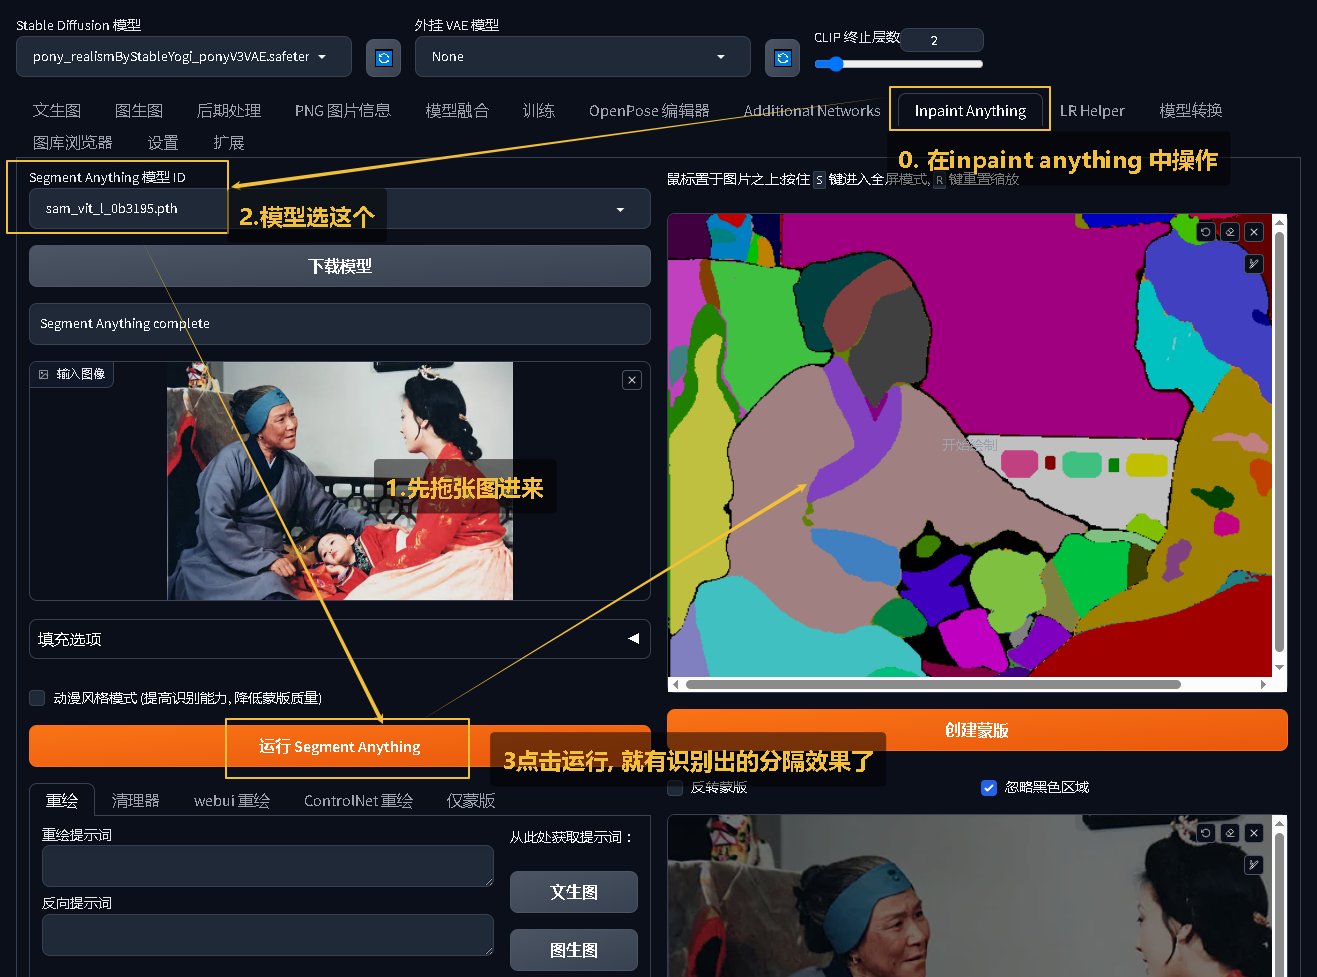 Stable Diffusion 模型
外挂 VAE 模型
CLIP 终止层数
2
pony_realismByStableYogi_ponyV3VAE.safeter
None
文生图
图生图
后期处理
PNG 图片信息
模型融合
训练
OpenPose 编辑器
Additional Networks
Inpaint Anything
LR Helper
模型转换
图库浏览器
设置
扩展
0. 在inpaint anything 中操作
Segment Anything 模型 ID
sam_vit_l_0b3195.pth
2.模型选这个
下载模型
Segment Anything complete
输入图像
1.先拖张图进来
填充选项
动漫风格模式 (提高识别能力, 降低蒙版质量)
运行 Segment Anything
3点击运行, 就有识别出的分隔效果了
鼠标置于图片之上:按住 S 键进入全屏模式, R 键重置缩放
开始绘制
创建蒙版
反转蒙版
忽略黑色区域
重绘
清理器
webui 重绘
ControlNet 重绘
仅蒙版
重绘提示词
从此处获取提示词：
文生图
反向提示词
图生图